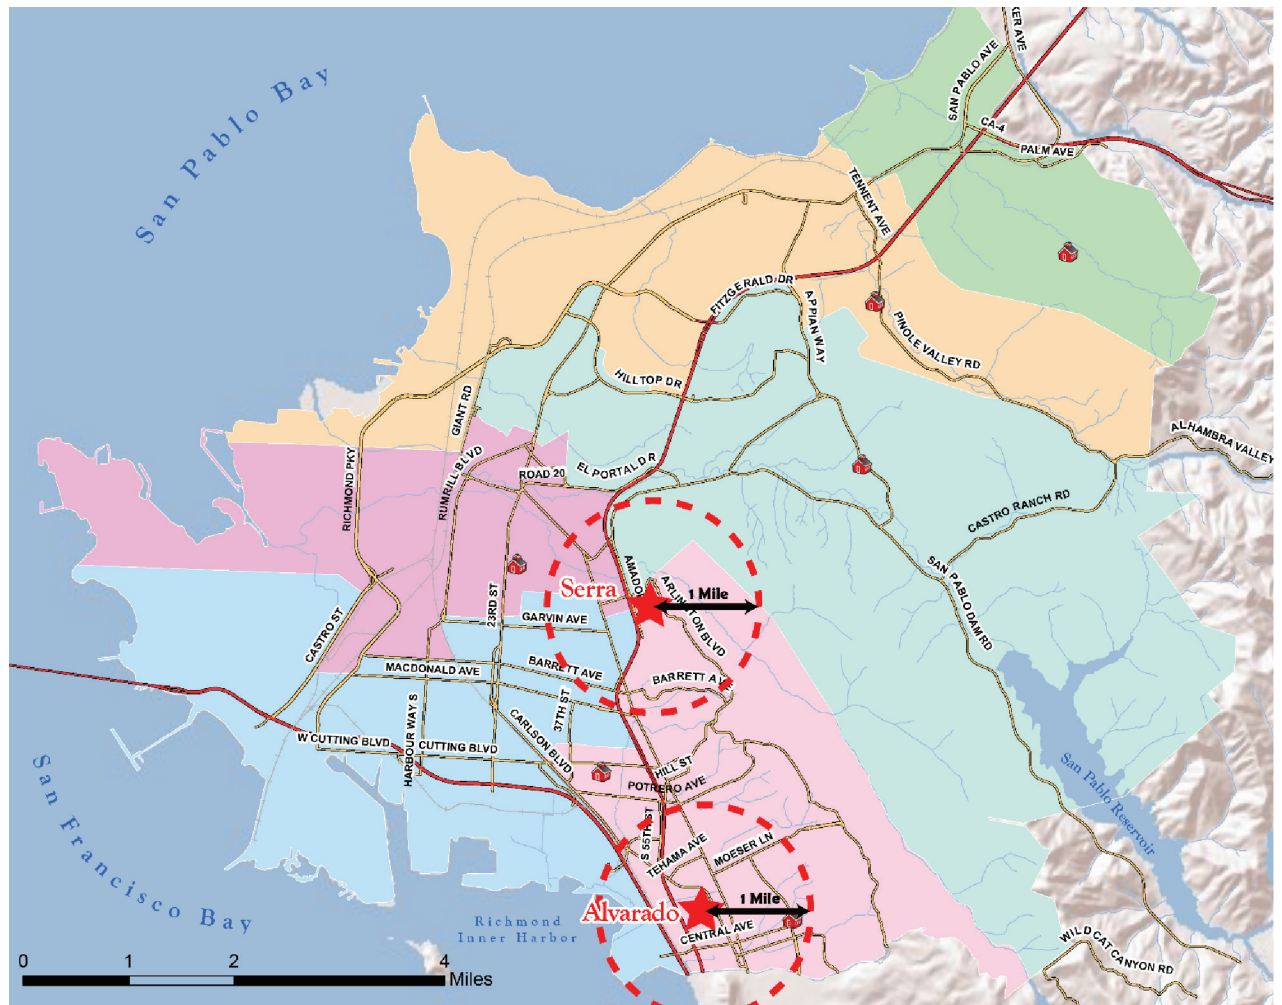 San Pablo Bay
KER AVE
SAN PABLO AVE
CA-4
PALM AVE
TENNENT AVE
FITZGERALD DR
APPIAN WAY
PINOLE VALLEY RD
HILLTOP DR
GIANT RD
ALHAMBRA VALLEY
RICHMOND PKY
RUMRILL BLVD
ROAD 20
EL PORTAL DR
CASTRO RANCH RD
SAN PABLO DAM RD
AMADO
ARLINGTON BLVD
Serra
1 Mile
23RD ST
GARVIN AVE
CASTRO ST
MACDONALD AVE
BARRETT AVE
BARRETT AVE
37TH ST
CARLSON BLVD
HARBOUR WAY S
W CUTTING BLVD
CUTTING BLVD
HILL ST
POTRERO AVE
S 55TH ST
TEHAMA AVE
MOESER LN
San Pablo Reservoir
San Francisco Bay
Richmond
Inner Harbor
Alvarado
1 Mile
CENTRAL AVE
WILDCAT CANYON RD
0 1 2 4
Miles